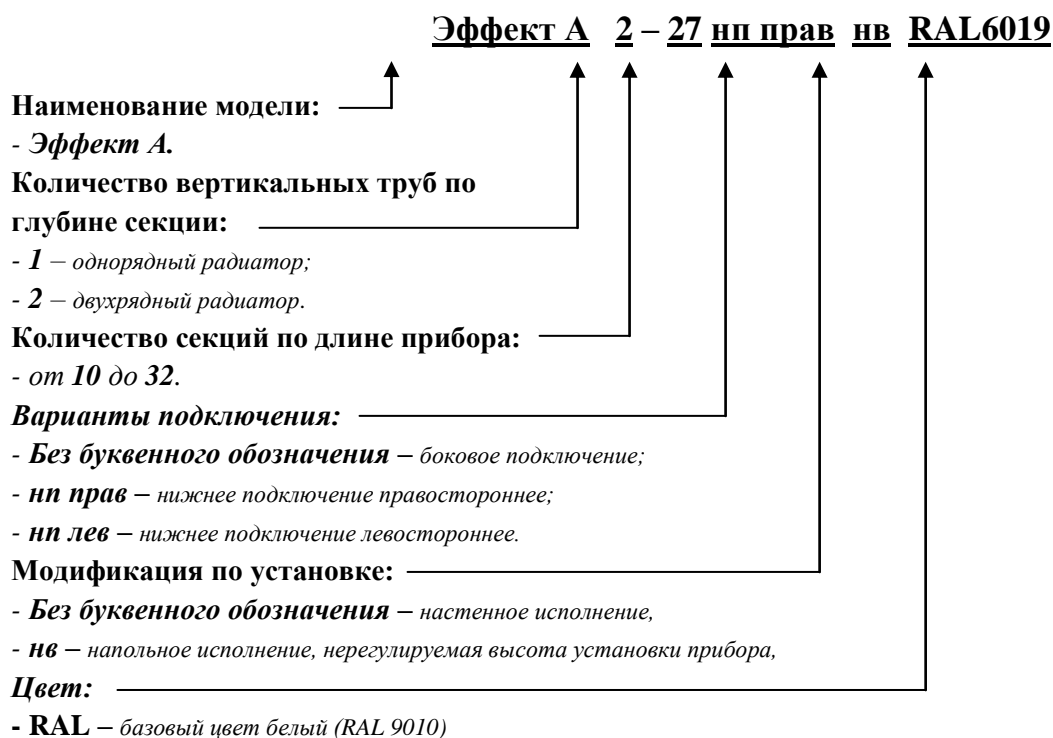 Эффект А 2 – 27 нп прав нв RAL6019
Наименование модели:
- Эффект А.
Количество вертикальных труб по
глубине секции:
- 1 – однорядный радиатор;
- 2 – двухрядный радиатор.
Количество секций по длине прибора:
- от 10 до 32.
Варианты подключения:
- Без буквенного обозначения – боковое подключение;
- нп прав – нижнее подключение правостороннее;
- нп лев – нижнее подключение левостороннее.
Модификация по установке:
- Без буквенного обозначения – настенное исполнение,
- нв – напольное исполнение, нерегулируемая высота установки прибора,
Цвет:
- RAL – базовый цвет белый (RAL 9010)